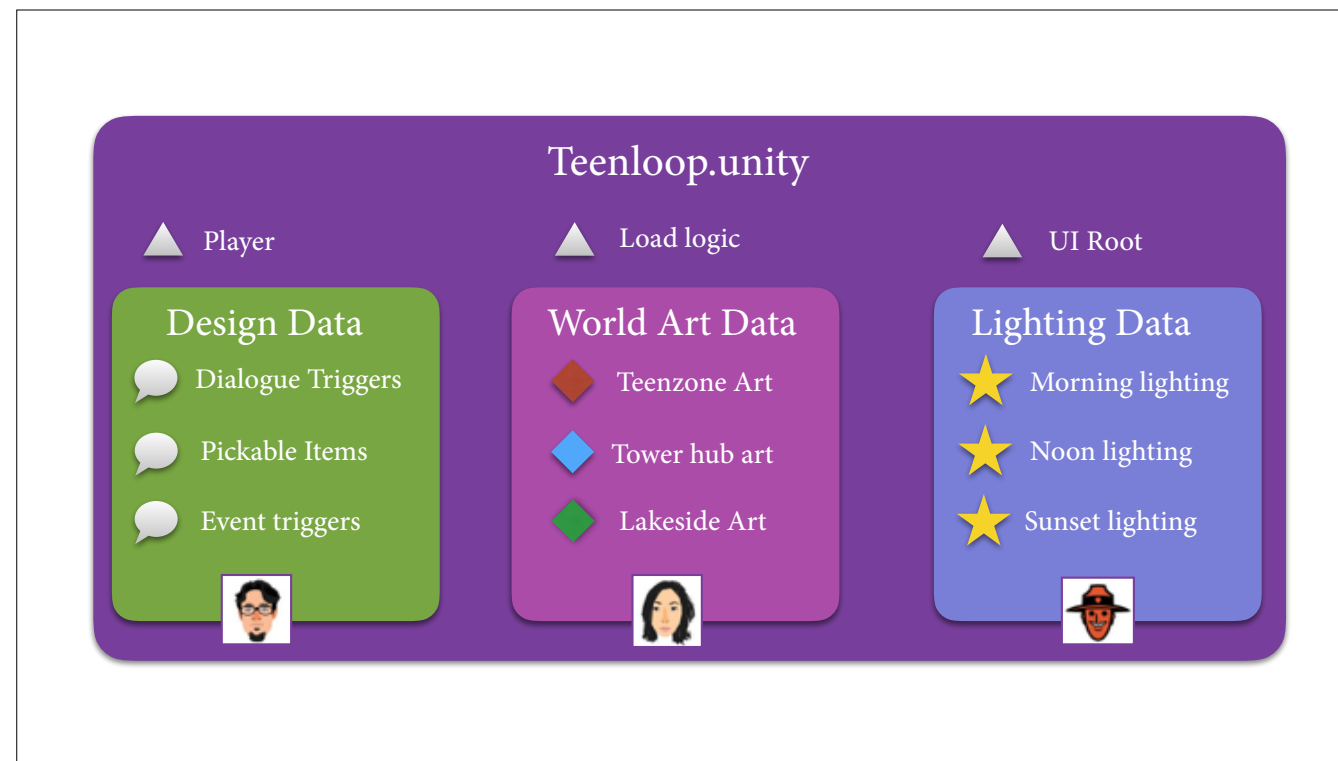 Teenloop.unity
Player
Load logic
UI Root
Design Data
Dialogue Triggers
Pickable Items
Event triggers
World Art Data
Teenzone Art
Tower hub art
Lakeside Art
Lighting Data
Morning lighting
Noon lighting
Sunset lighting